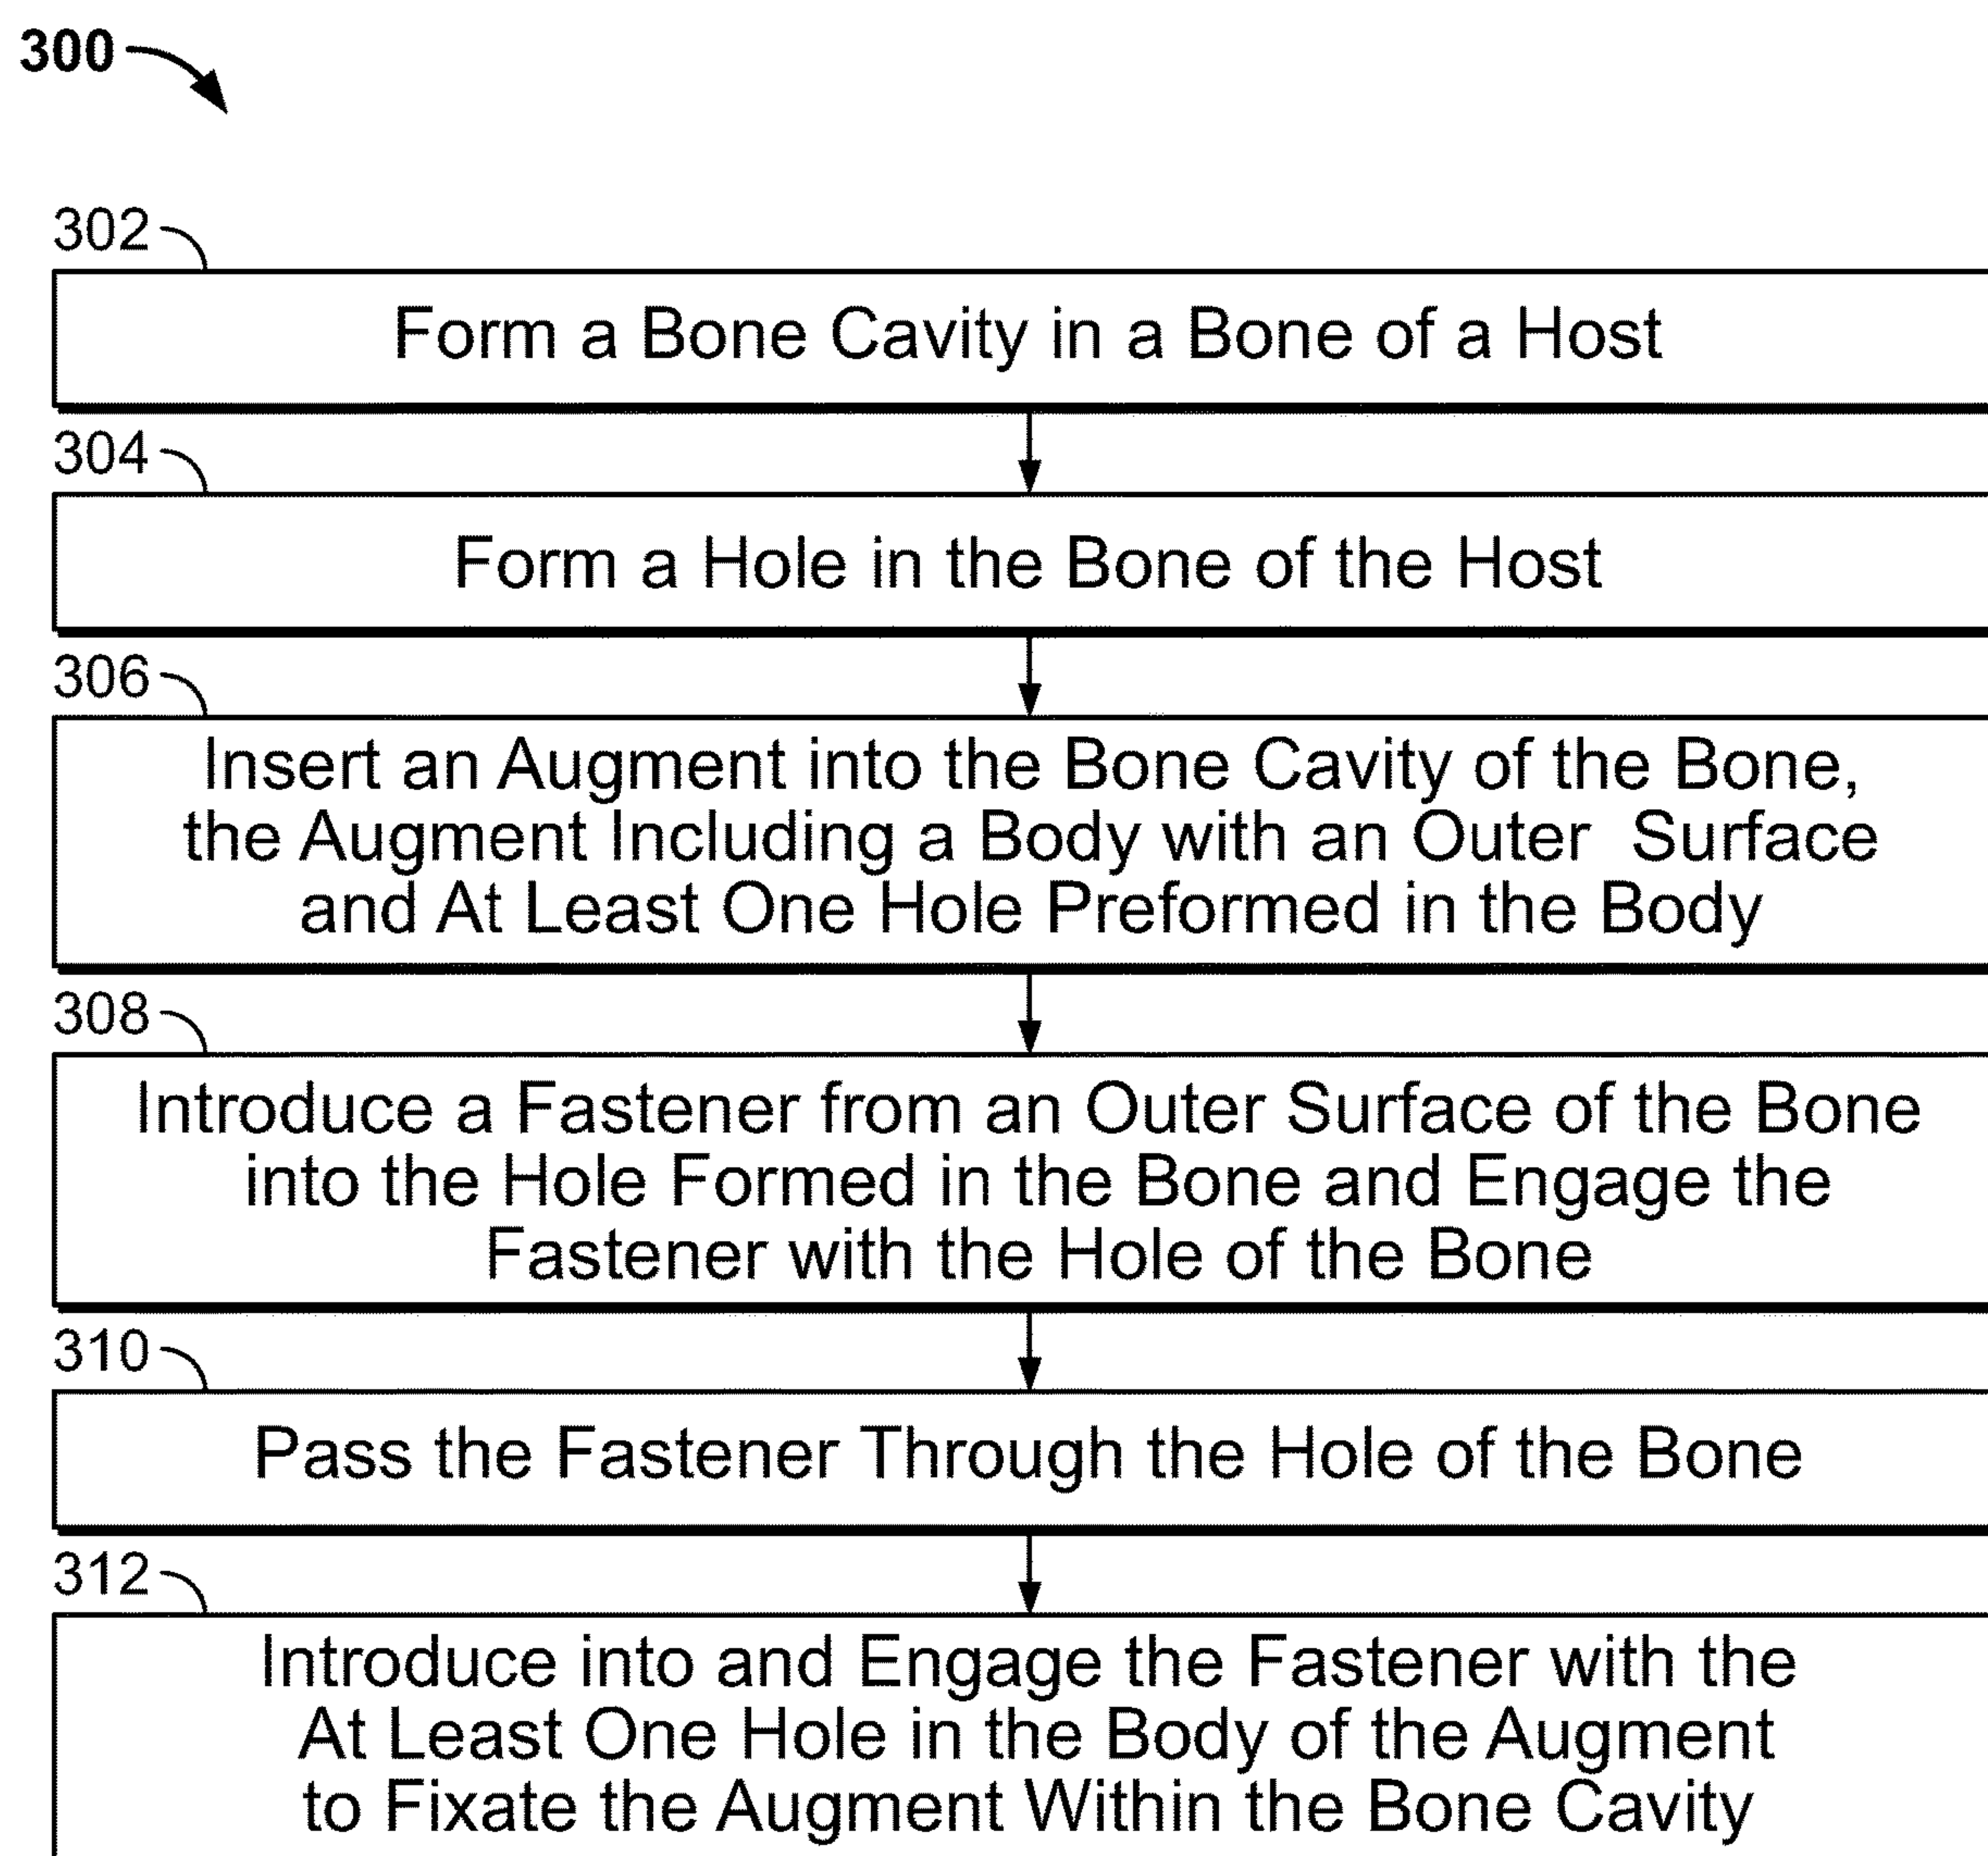 300
302
Form a Bone Cavity in a Bone of a Host
304
Form a Hole in the Bone of the Host
306
Insert an Augment into the Bone Cavity of the Bone,
the Augment Including a Body with an Outer Surface
and At Least One Hole Preformed in the Body
308
Introduce a Fastener from an Outer Surface of the Bone
into the Hole Formed in the Bone and Engage the
Fastener with the Hole of the Bone
310
Pass the Fastener Through the Hole of the Bone
312
Introduce into and Engage the Fastener with the
At Least One Hole in the Body of the Augment
to Fixate the Augment Within the Bone Cavity